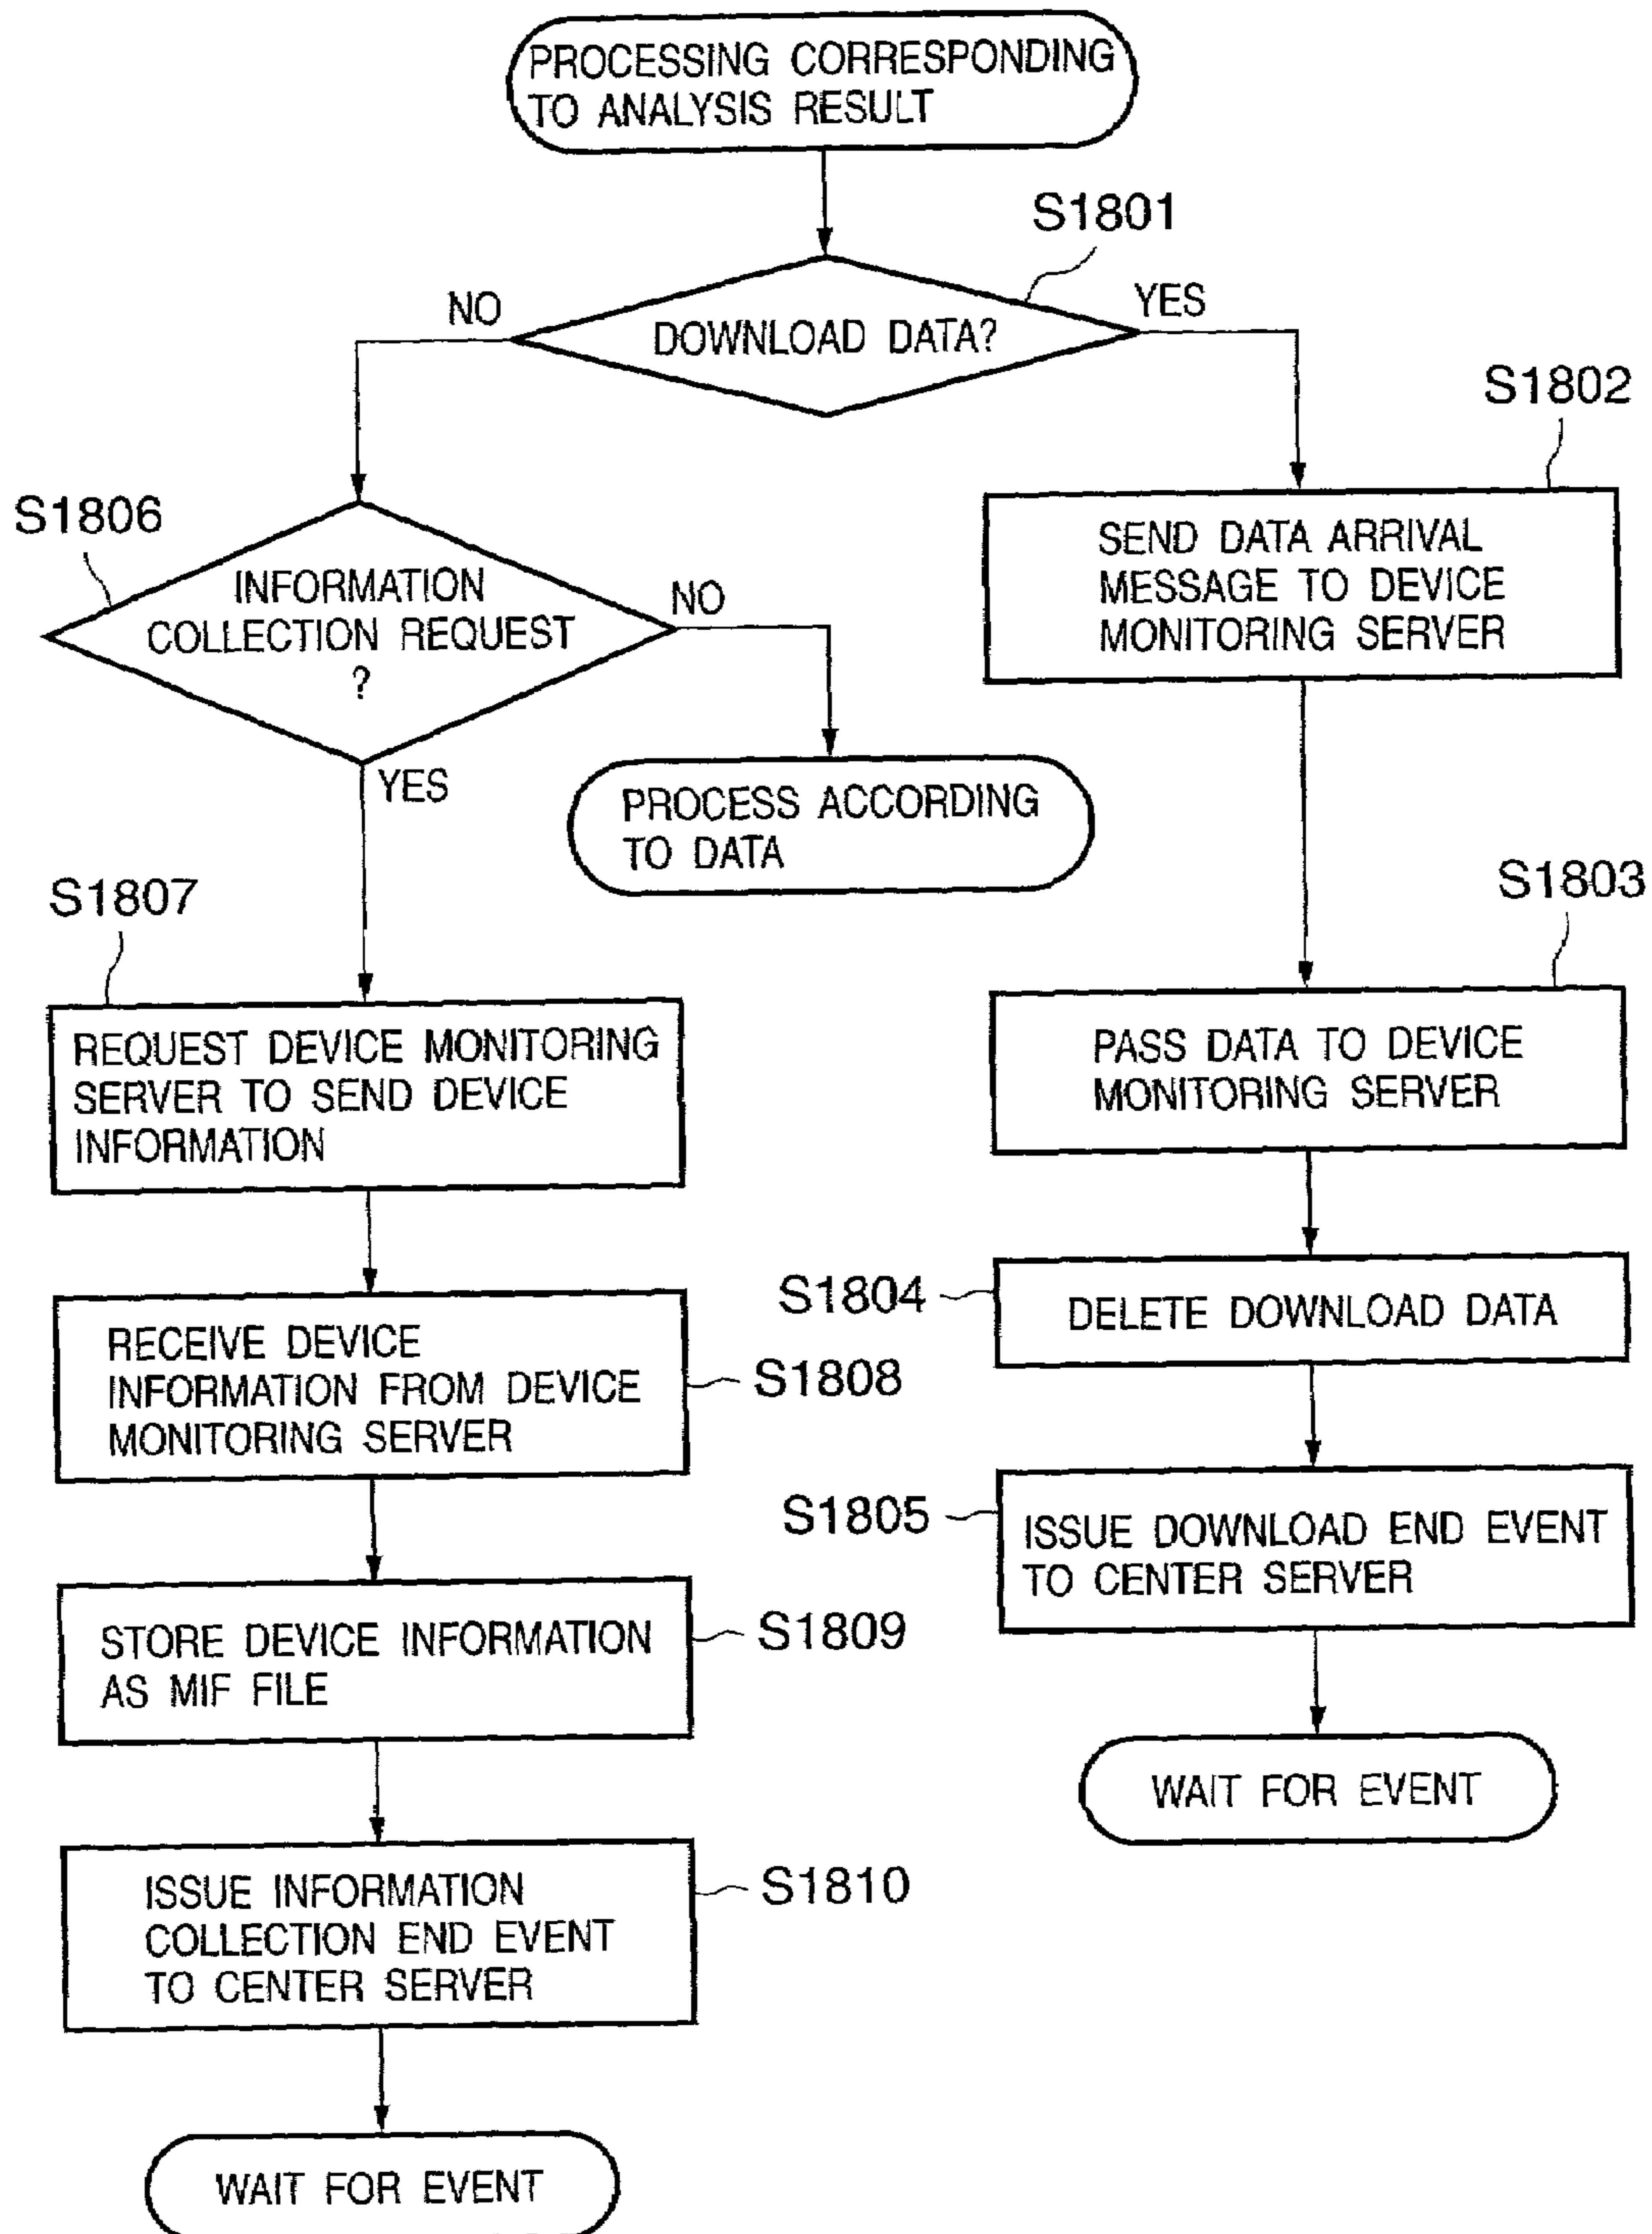 PROCESSING CORRESPONDING
TO ANALYSIS RESULT
S1801
NO
YES
DOWNLOAD DATA?
S1802
SEND DATA ARRIVAL
MESSAGE TO DEVICE
MONITORING SERVER
S1806
INFORMATION
COLLECTION REQUEST
?
NO
YES
PROCESS ACCORDING
TO DATA
S1803
PASS DATA TO DEVICE
MONITORING SERVER
S1807
REQUEST DEVICE MONITORING
SERVER TO SEND DEVICE
INFORMATION
S1804
DELETE DOWNLOAD DATA
RECEIVE DEVICE
INFORMATION FROM DEVICE
MONITORING SERVER
S1808
S1805
ISSUE DOWNLOAD END EVENT
TO CENTER SERVER
STORE DEVICE INFORMATION
AS MIF FILE
S1809
WAIT FOR EVENT
ISSUE INFORMATION
COLLECTION END EVENT
TO CENTER SERVER
S1810
WAIT FOR EVENT